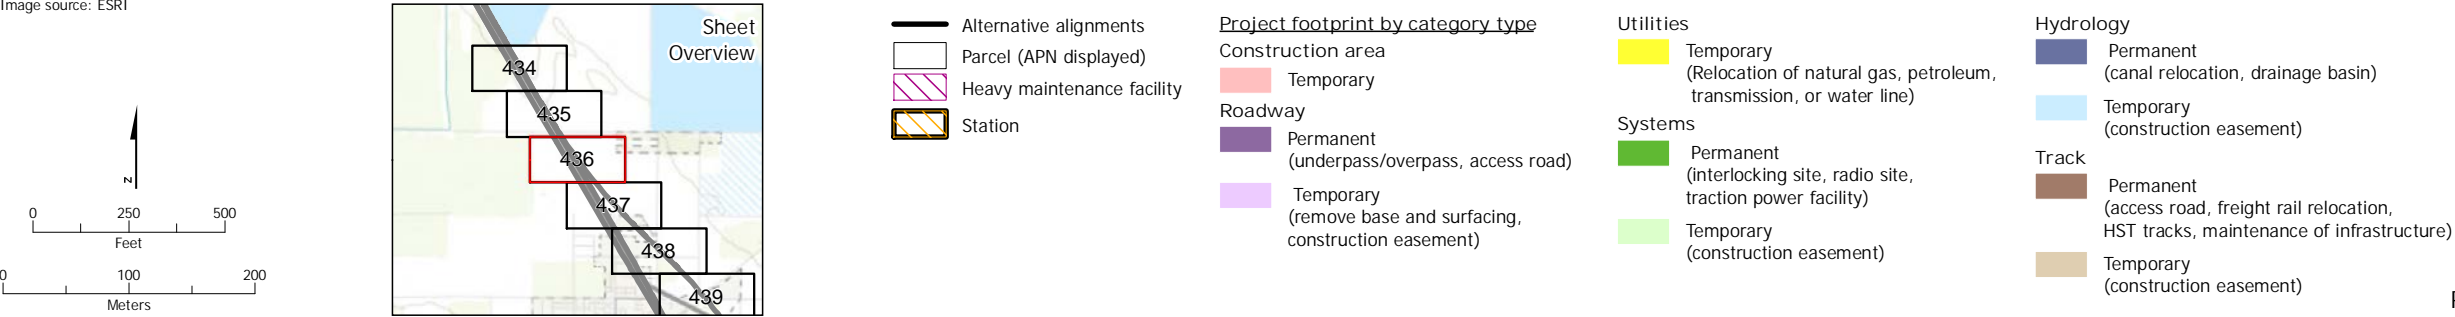 Image source: ESRI
N
0 250 500
Feet
0 100 200
Meters
Sheet
Overview
434
435
436
437
438
439
Alternative alignments
Parcel (APN displayed)
Heavy maintenance facility
Station
Project footprint by category type
Construction area
Temporary
Roadway
Permanent
(underpass/overpass, access road)
Temporary
(remove base and surfacing,
construction easement)
Utilities
Temporary
(Relocation of natural gas, petroleum,
transmission, or water line)
Systems
Permanent
(interlocking site, radio site,
traction power facility)
Temporary
(construction easement)
Hydrology
Permanent
(canal relocation, drainage basin)
Temporary
(construction easement)
Track
Permanent
(access road, freight rail relocation,
HST tracks, maintenance of infrastructure)
Temporary
(construction easement)